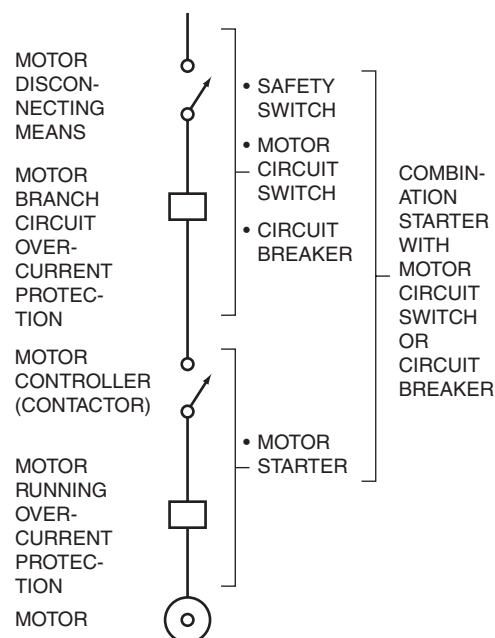 MOTOR
DISCON-
NECTING
MEANS
MOTOR
BRANCH
CIRCUIT
OVER-
CURRENT
PROTEC-
TION
MOTOR
CONTROLLER
(CONTACTOR)
MOTOR
RUNNING
OVER-
CURRENT
PROTEC-
TION
MOTOR
• SAFETY
SWITCH
• MOTOR
CIRCUIT
SWITCH
• CIRCUIT
BREAKER
• MOTOR
STARTER
COMBIN-
ATION
STARTER
WITH
MOTOR
CIRCUIT
SWITCH
OR
CIRCUIT
BREAKER